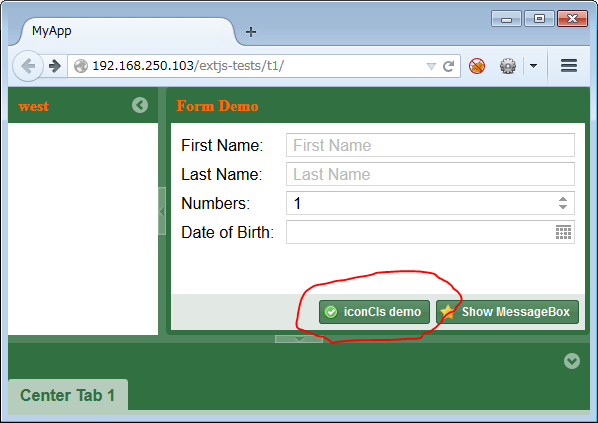 MyApp
192.168.250.103/extjs-tests/t1/
west
Form Demo
First Name: First Name
Last Name: Last Name
Numbers: 1
Date of Birth:
iconCls demo Show MessageBox
Center Tab 1